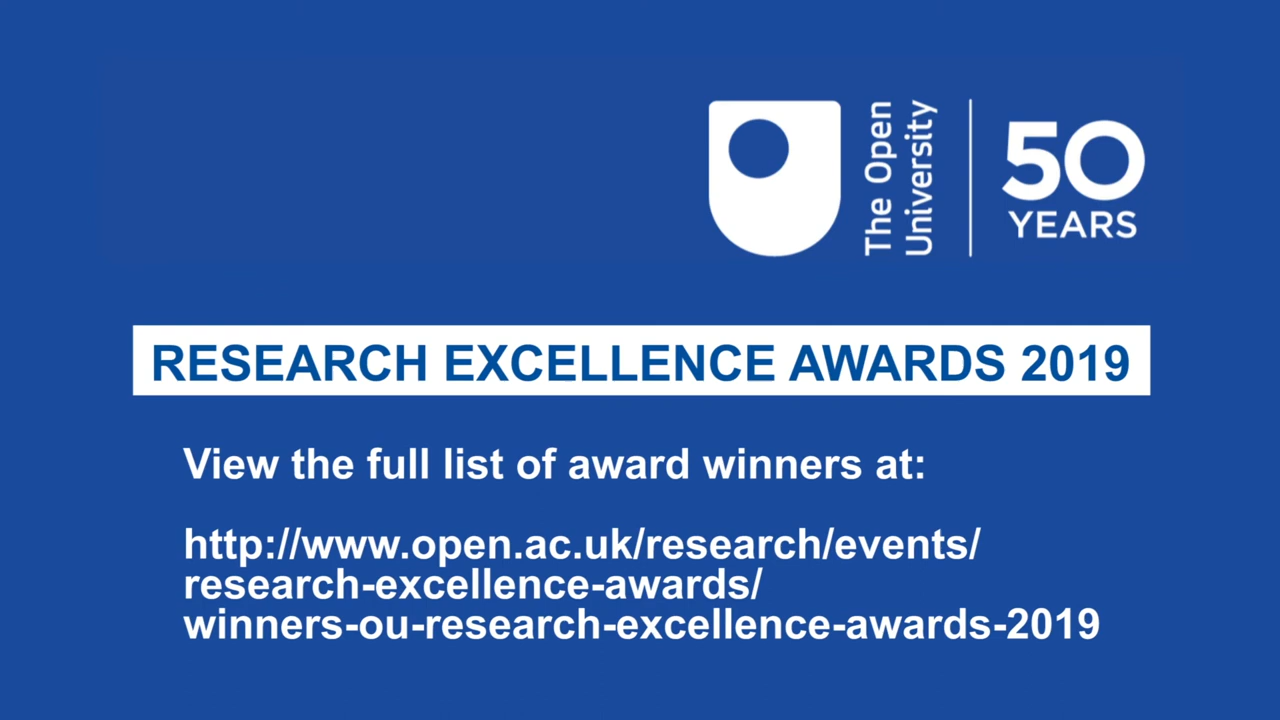 The Open
University
50
YEARS
RESEARCH EXCELLENCE AWARDS 2019
View the full list of award winners at:
http://www.open.ac.uk/research/events/
research-excellence-awards/
winners-ou-research-excellence-awards-2019